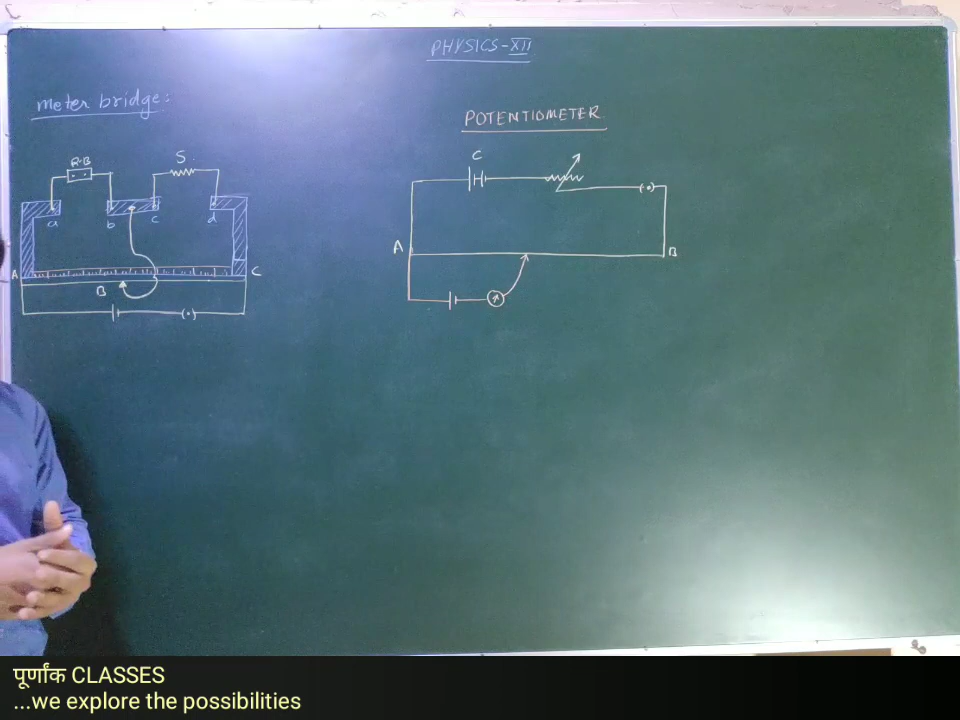 PHYSICS-XII
meter bridge:
R.B
S
a
b
c
d
A
B
C
POTENTIOMETER
C
A
B
पूर्णांक CLASSES
...we explore the possibilities